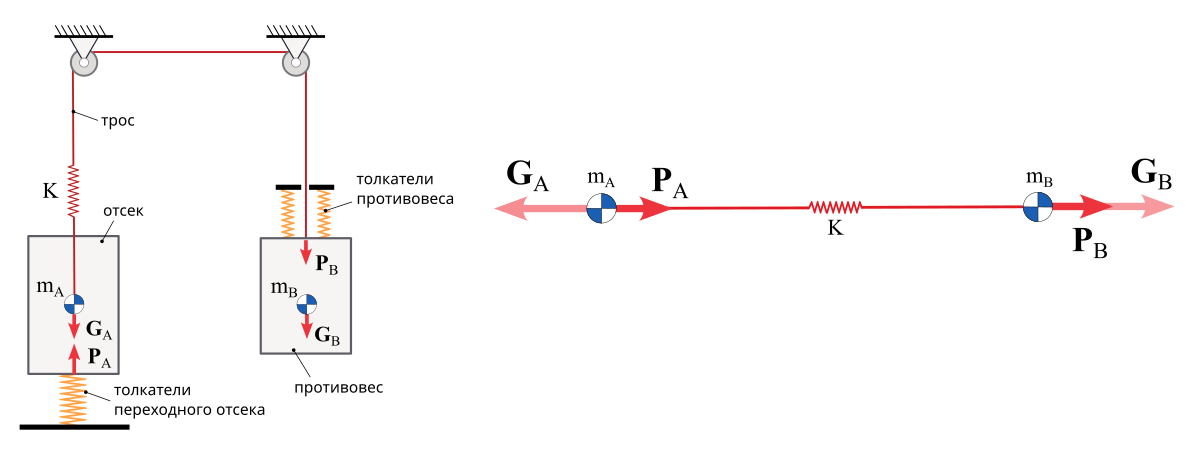 трос
K
отсек
m_A
G_A
P_A
толкатели
переходного отсека
толкатели
противовеса
P_B
m_B
G_B
противовес
G_A
m_A
P_A
K
m_B
P_B
G_B